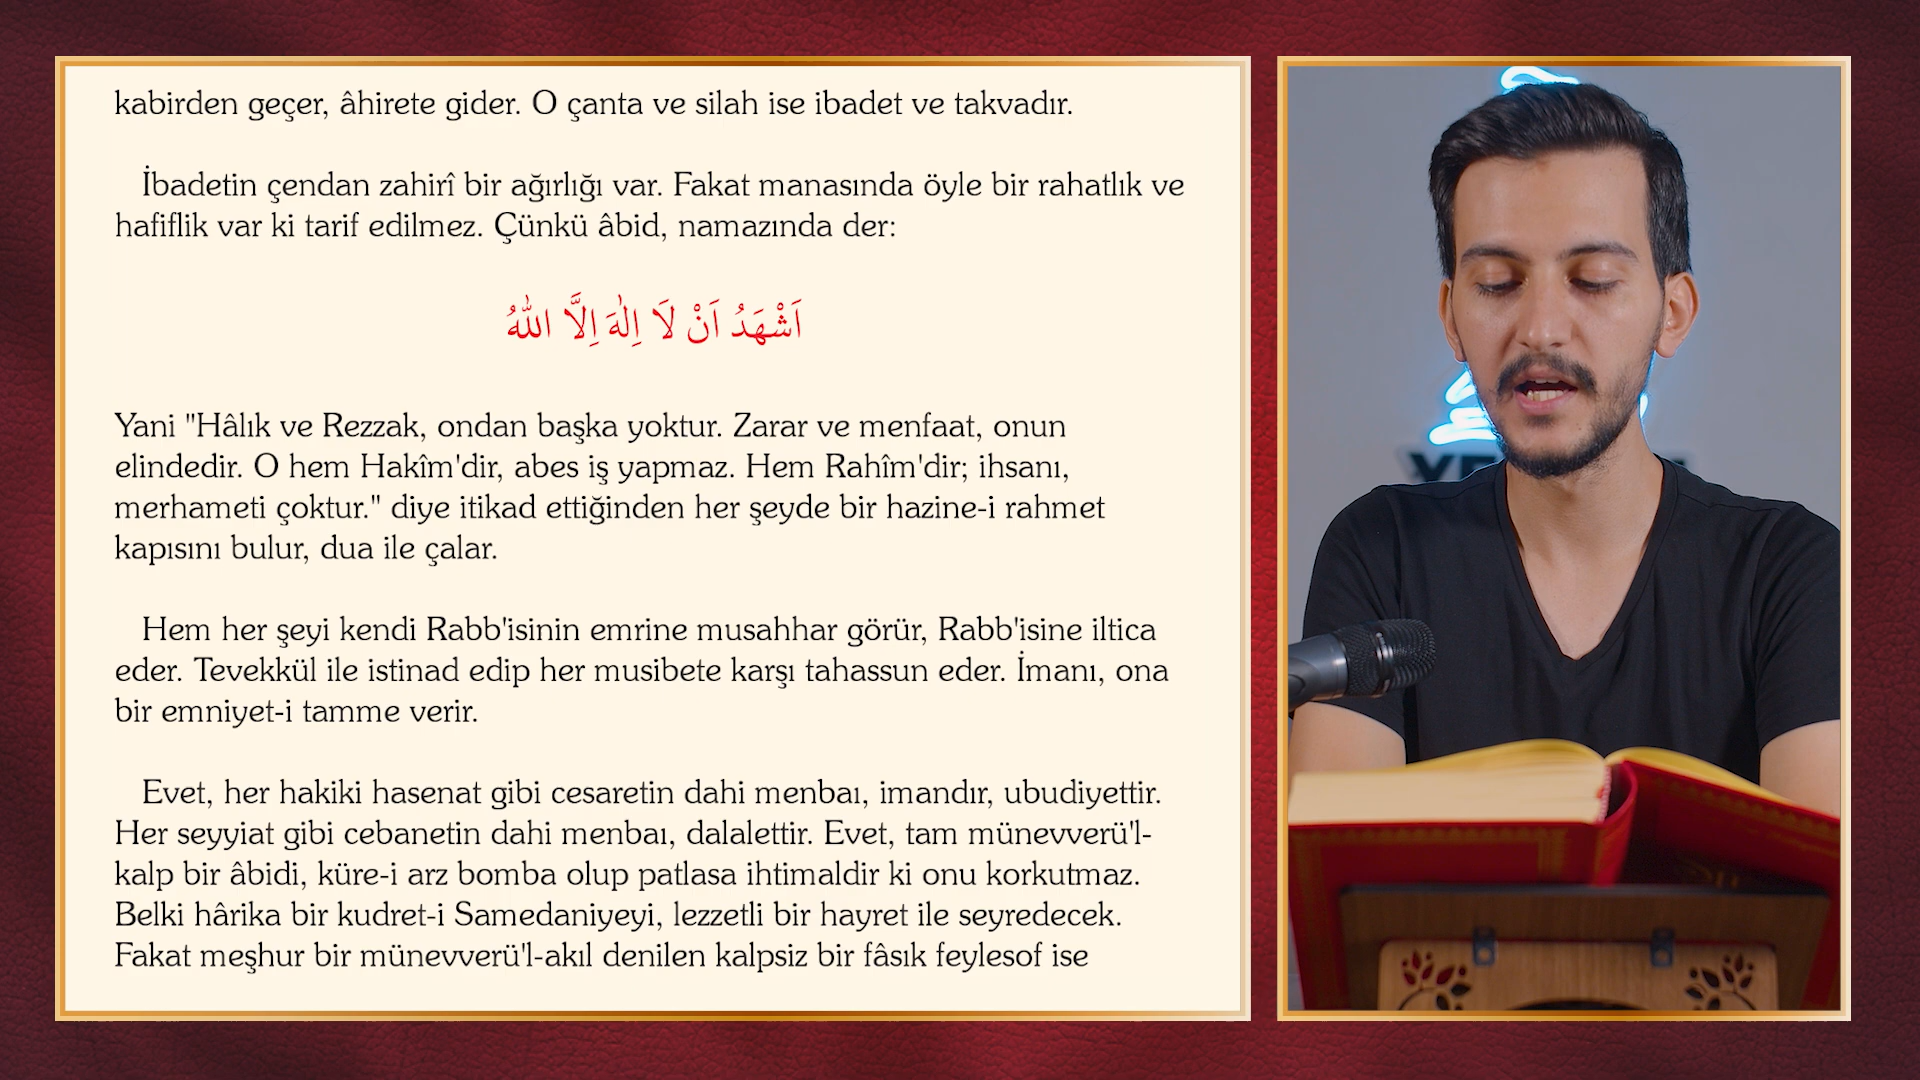 kabirden geçer, âhirete gider. O çanta ve silah ise ibadet ve takvadır.
İbadetin çendan zahirî bir ağırlığı var. Fakat manasında öyle bir rahatlık ve
hafiflik var ki tarif edilmez. Çünkü âbid, namazında der:
اَشْهَدُ اَنْ لَا اِلٰهَ اِلَّا اللّٰهُ
Yani "Hâlık ve Rezzak, ondan başka yoktur. Zarar ve menfaat, onun
elindedir. O hem Hakîm'dir, abes iş yapmaz. Hem Rahîm'dir; ihsanı,
merhameti çoktur." diye itikad ettiğinden her şeyde bir hazine-i rahmet
kapısını bulur, dua ile çalar.
Hem her şeyi kendi Rabb'isinin emrine musahhar görür, Rabb'isine iltica
eder. Tevekkül ile istinad edip her musibete karşı tahassun eder. İmanı, ona
bir emniyet-i tamme verir.
Evet, her hakiki hasenat gibi cesaretin dahi menbaı, imandır, ubudiyettir.
Her seyyiat gibi cebanetin dahi menbaı, dalalettir. Evet, tam münevverü'l-
kalp bir âbidi, küre-i arz bomba olup patlasa ihtimaldir ki onu korkutmaz.
Belki hârika bir kudret-i Samedaniyeyi, lezzetli bir hayret ile seyredecek.
Fakat meşhur bir münevverü'l-akıl denilen kalpsiz bir fâsık feylesof ise